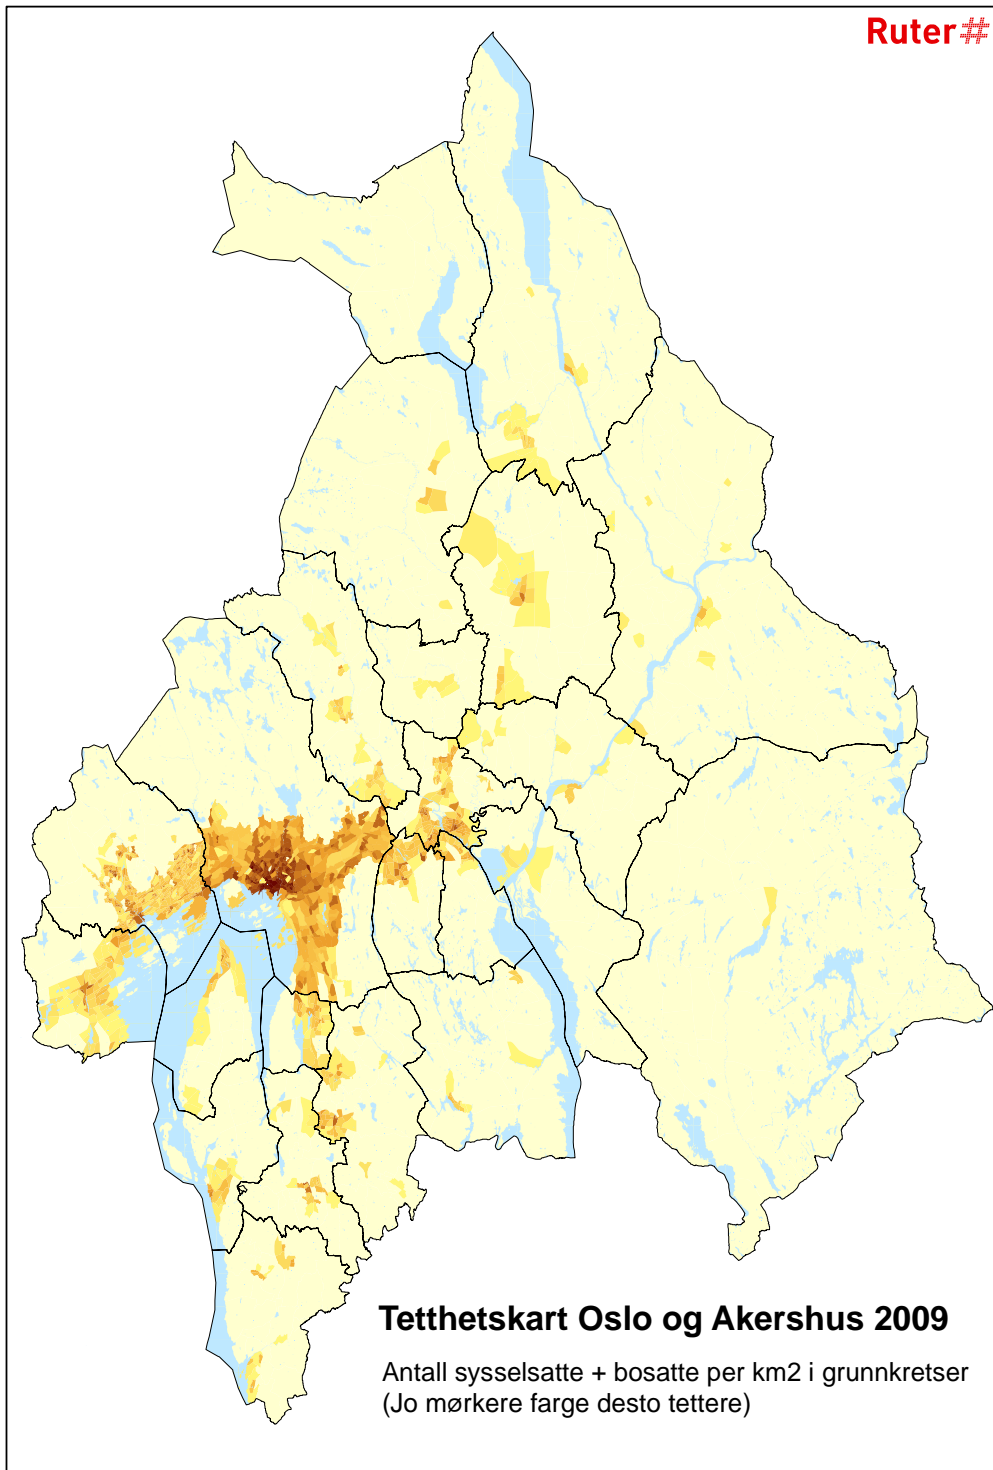 Ruter#
Tetthetskart Oslo og Akershus 2009
Antall sysselsatte + bosatte per km2 i grunnkretser
(Jo mørkere farge desto tettere)